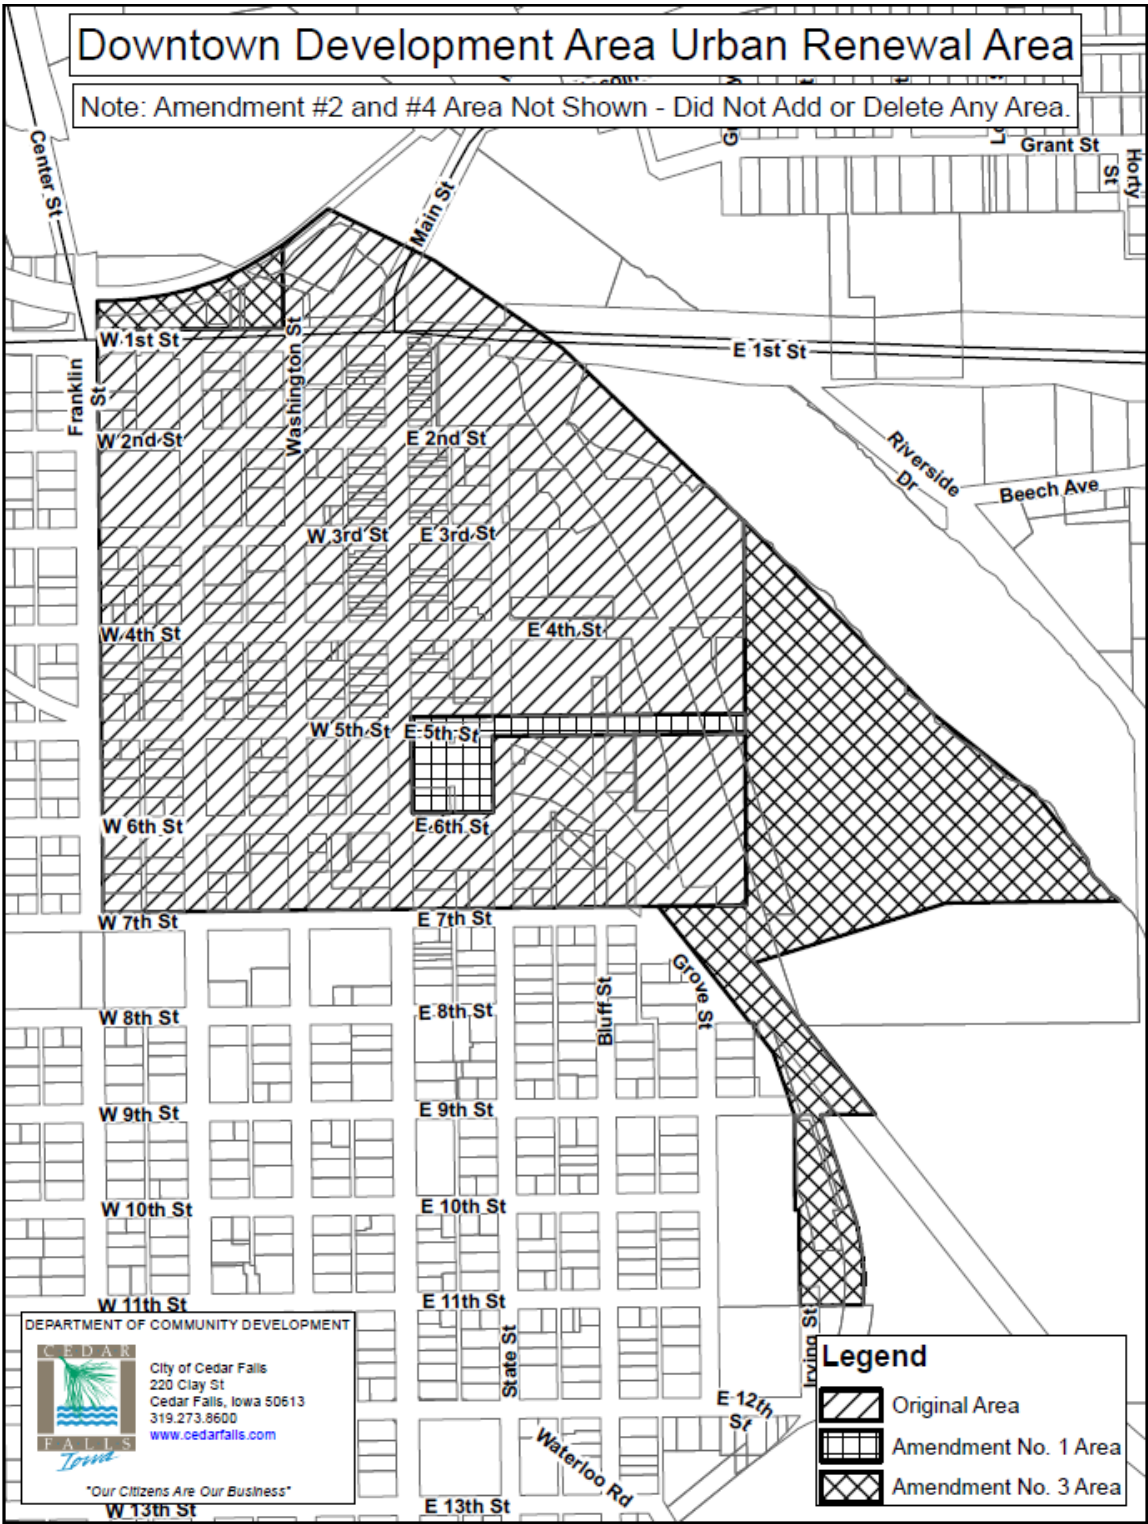 Downtown Development Area Urban Renewal Area
Note: Amendment #2 and #4 Area Not Shown - Did Not Add or Delete Any Area.
Grant St
Horty
St
Center St
Main St
W 1st St
Washington St
E 1st St
Franklin
St
W 2nd St
E 2nd St
Riverside
Dr
Beech Ave
W 3rd St
E 3rd St
W 4th St
E 4th St
W 5th St
E 5th St
W 6th St
E 6th St
W 7th St
E 7th St
Grove St
Bluff St
W 8th St
E 8th St
W 9th St
E 9th St
W 10th St
E 10th St
W 11th St
E 11th St
State St
Irving St
E 12th
St
Waterloo Rd
W 13th St
E 13th St
DEPARTMENT OF COMMUNITY DEVELOPMENT
CEDAR
FALLS
Iowa
City of Cedar Falls
220 Clay St
Cedar Falls, Iowa 50613
319.273.8600
www.cedarfalls.com
"Our Citizens Are Our Business"
Legend
Original Area
Amendment No. 1 Area
Amendment No. 3 Area